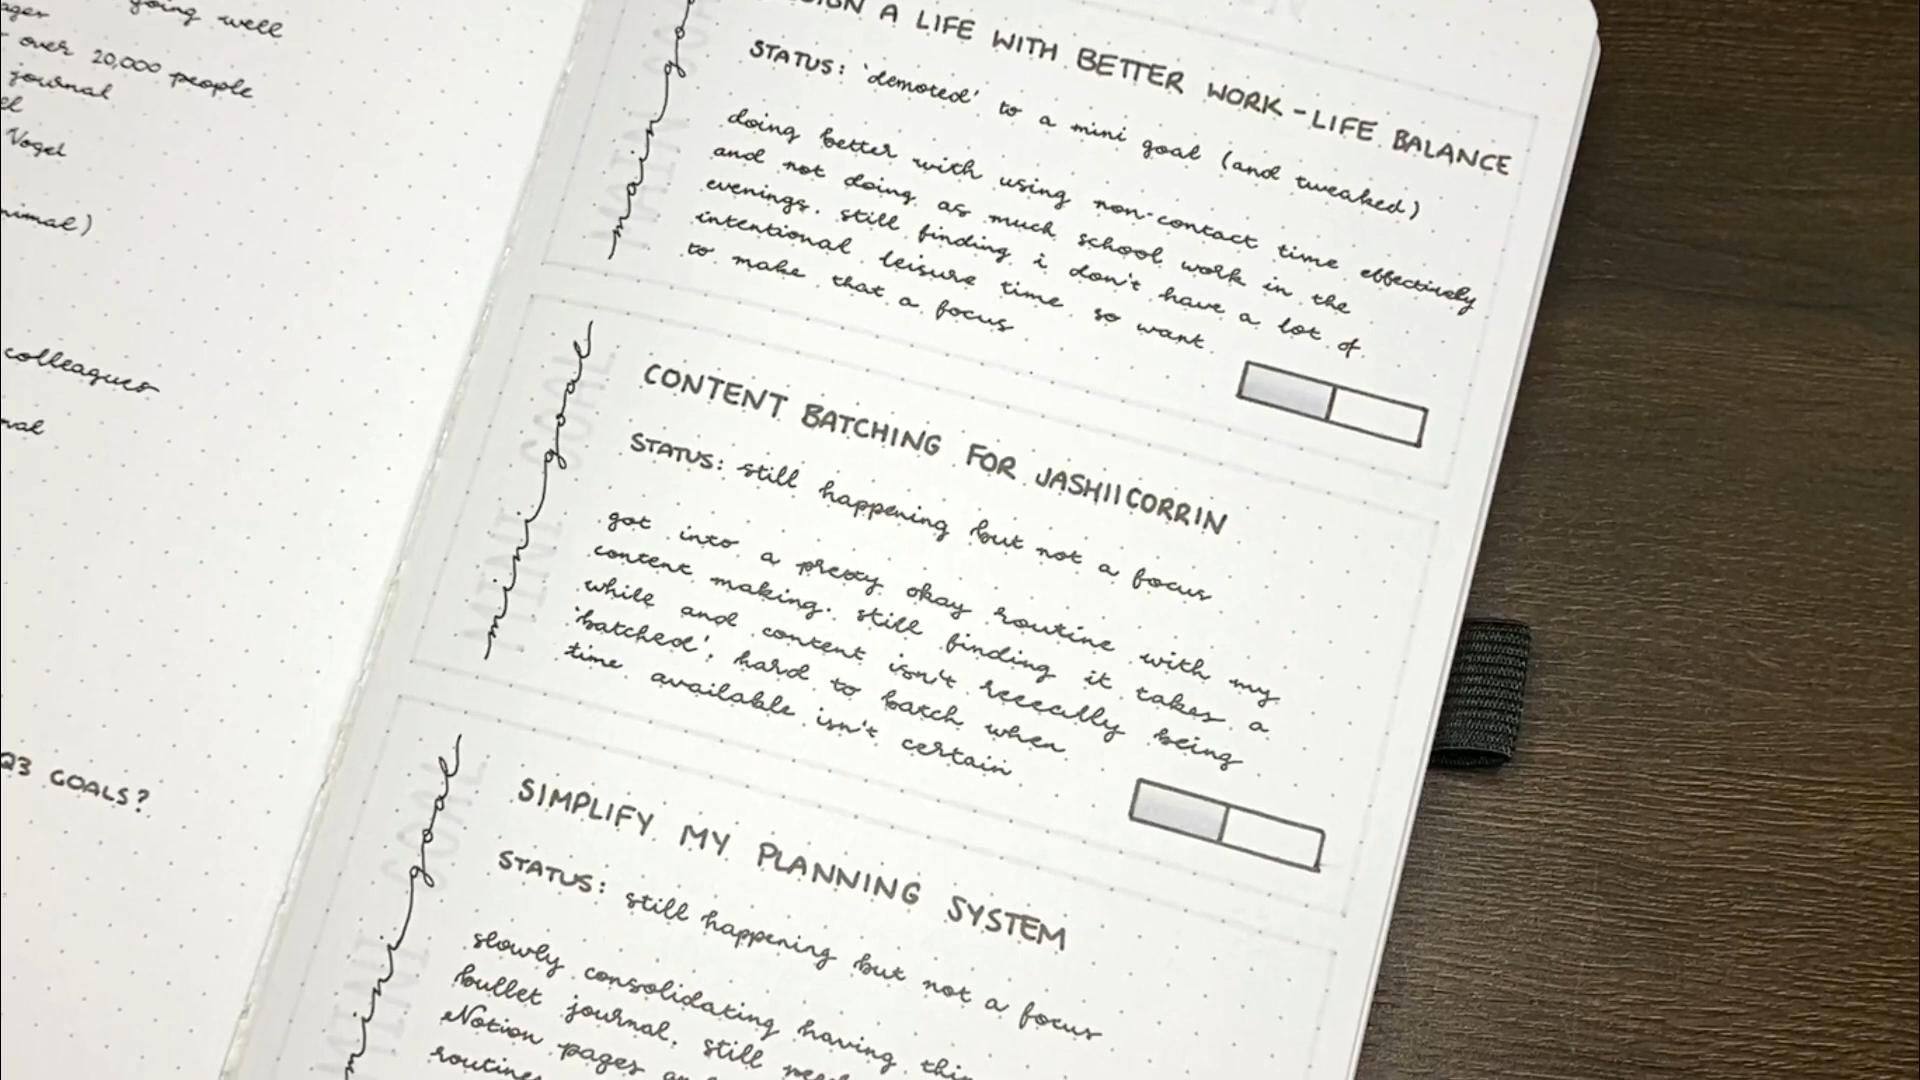 going well
over 20,000 people
journal
Vogel
colleagues
Q3 GOALS?
main goal
MAIN GOAL
A LIFE WITH BETTER WORK-LIFE BALANCE
STATUS: 'demoted' to a mini goal (and tweaked)
doing better with using non-contact time effectively
and not doing as much school work in the
evenings. still finding i don't have a lot of
intentional leisure time so want
to make that a focus
mini goal
MINI GOAL
CONTENT BATCHING FOR JASHIICORRIN
STATUS: still happening but not a focus
got into a pretty okay routine with my
content making. still finding it takes a
while and content isn't reeeally being
'batched'; hard to batch when
time available isn't certain
mini goal
MINI GOAL
SIMPLIFY MY PLANNING SYSTEM
STATUS: still happening but not a focus
slowly consolidating having
bullet journal. still
Notion pages